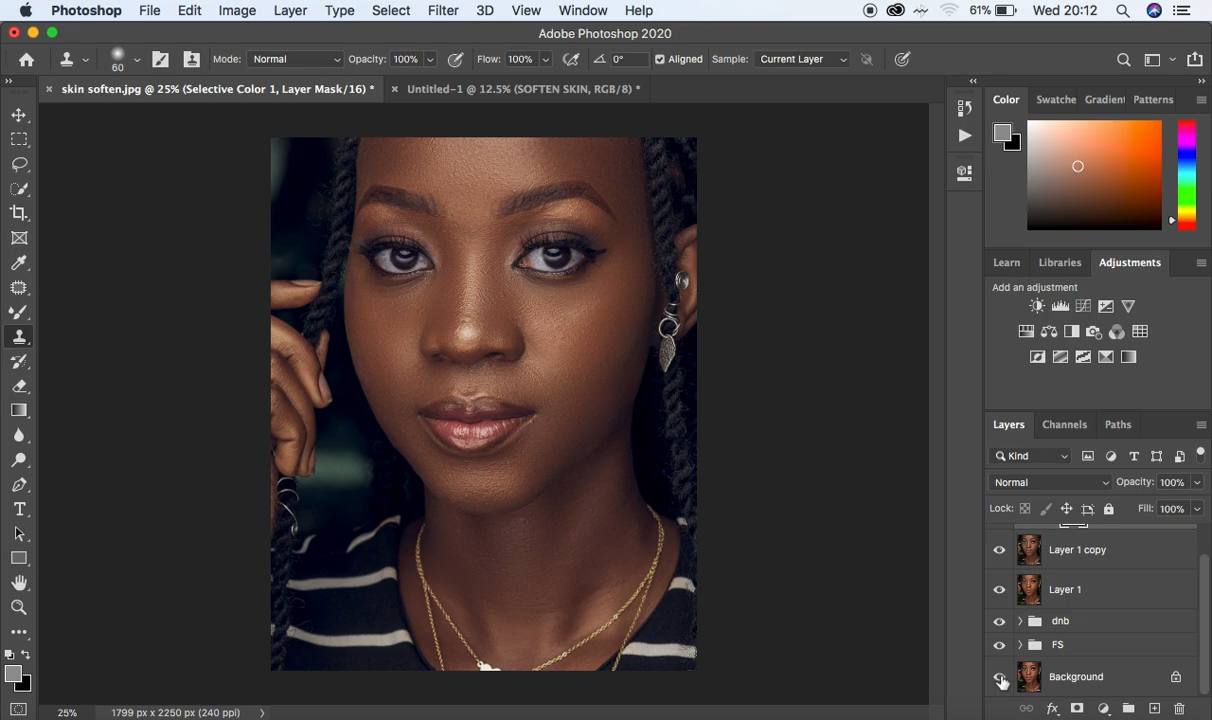 Photoshop File Edit Image Layer Type Select Filter 3D View Window Help 61% Wed 20:12
Adobe Photoshop 2020
60 Mode: Normal Opacity: 100% Flow: 100% 0° Aligned Sample: Current Layer
skin soften.jpg @ 25% (Selective Color 1, Layer Mask/16) * Untitled-1 @ 12.5% (SOFTEN SKIN, RGB/8) *
Color Swatche Gradient Patterns
Learn Libraries Adjustments
Add an adjustment
Layers Channels Paths
Kind
Normal Opacity: 100%
Lock: Fill: 100%
Layer 1 copy
Layer 1
dnb
FS
Background
25% 1799 px x 2250 px (240 ppi)